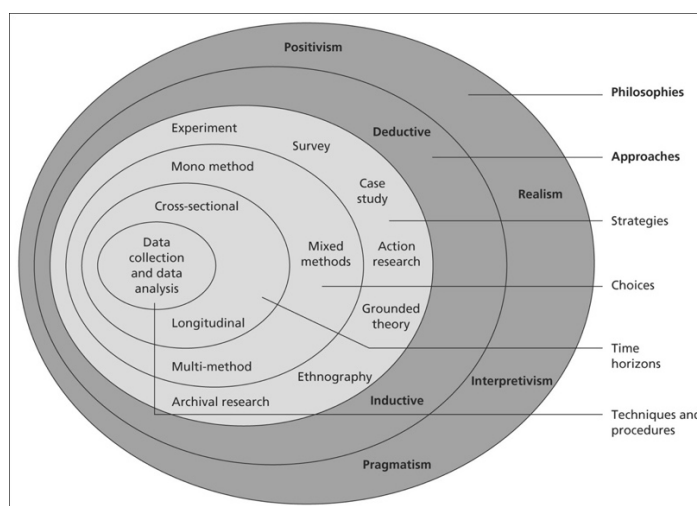 Positivism
Philosophies
Experiment
Deductive
Survey
Approaches
Mono method
Case
study
Realism
Cross-sectional
Strategies
Data
collection
and data
analysis
Mixed
methods
Action
research
Choices
Grounded
theory
Longitudinal
Time
horizons
Multi-method
Ethnography
Interpretivism
Archival research
Inductive
Techniques and
procedures
Pragmatism